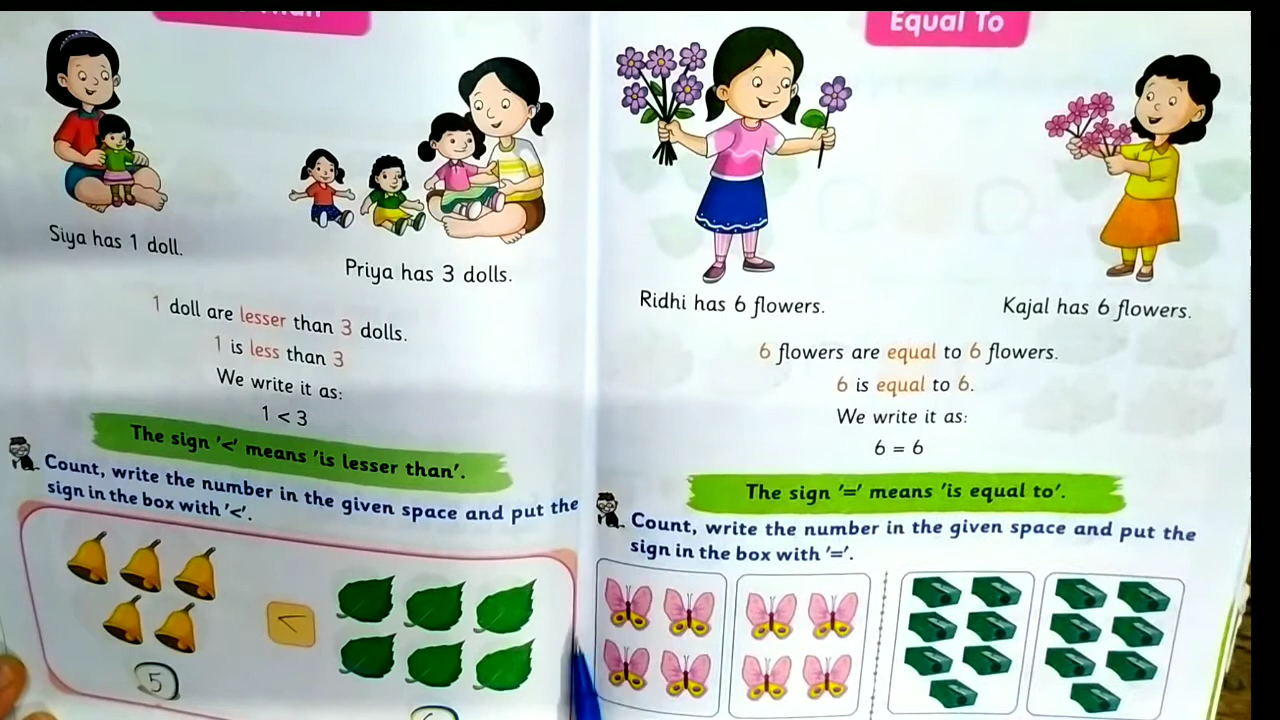 Than
Siya has 1 doll.
Priya has 3 dolls.
1 doll are lesser than 3 dolls.
1 is less than 3
We write it as:
1 < 3
The sign '<' means 'is lesser than'.
Count, write the number in the given space and put the
sign in the box with '<'.
<
5
6
Equal To
Ridhi has 6 flowers.
Kajal has 6 flowers.
6 flowers are equal to 6 flowers.
6 is equal to 6.
We write it as:
6 = 6
The sign '=' means 'is equal to'.
Count, write the number in the given space and put the
sign in the box with '='.